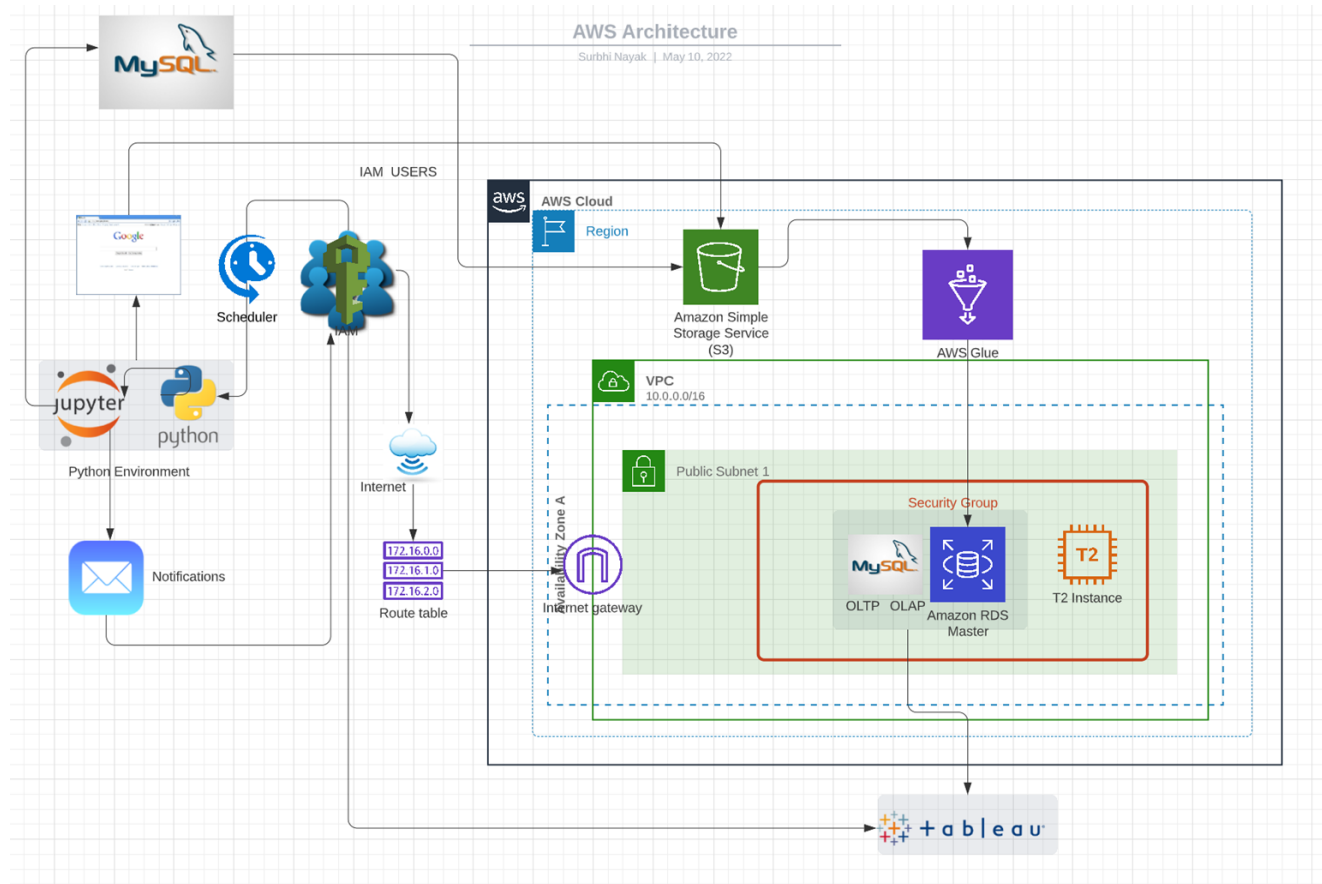 AWS Architecture
Surbhi Nayak | May 10, 2022
MySQL
IAM USERS
aws
AWS Cloud
Region
Google
Scheduler
IAM
Amazon Simple
Storage Service
(S3)
AWS Glue
VPC
10.0.0.0/16
jupyter
python
Python Environment
Internet
Public Subnet 1
Availability Zone A
Security Group
172.16.0.0
172.16.1.0
172.16.2.0
Route table
Internet gateway
Notifications
MySQL
OLTP OLAP
Amazon RDS
Master
T2
T2 Instance
+ableau